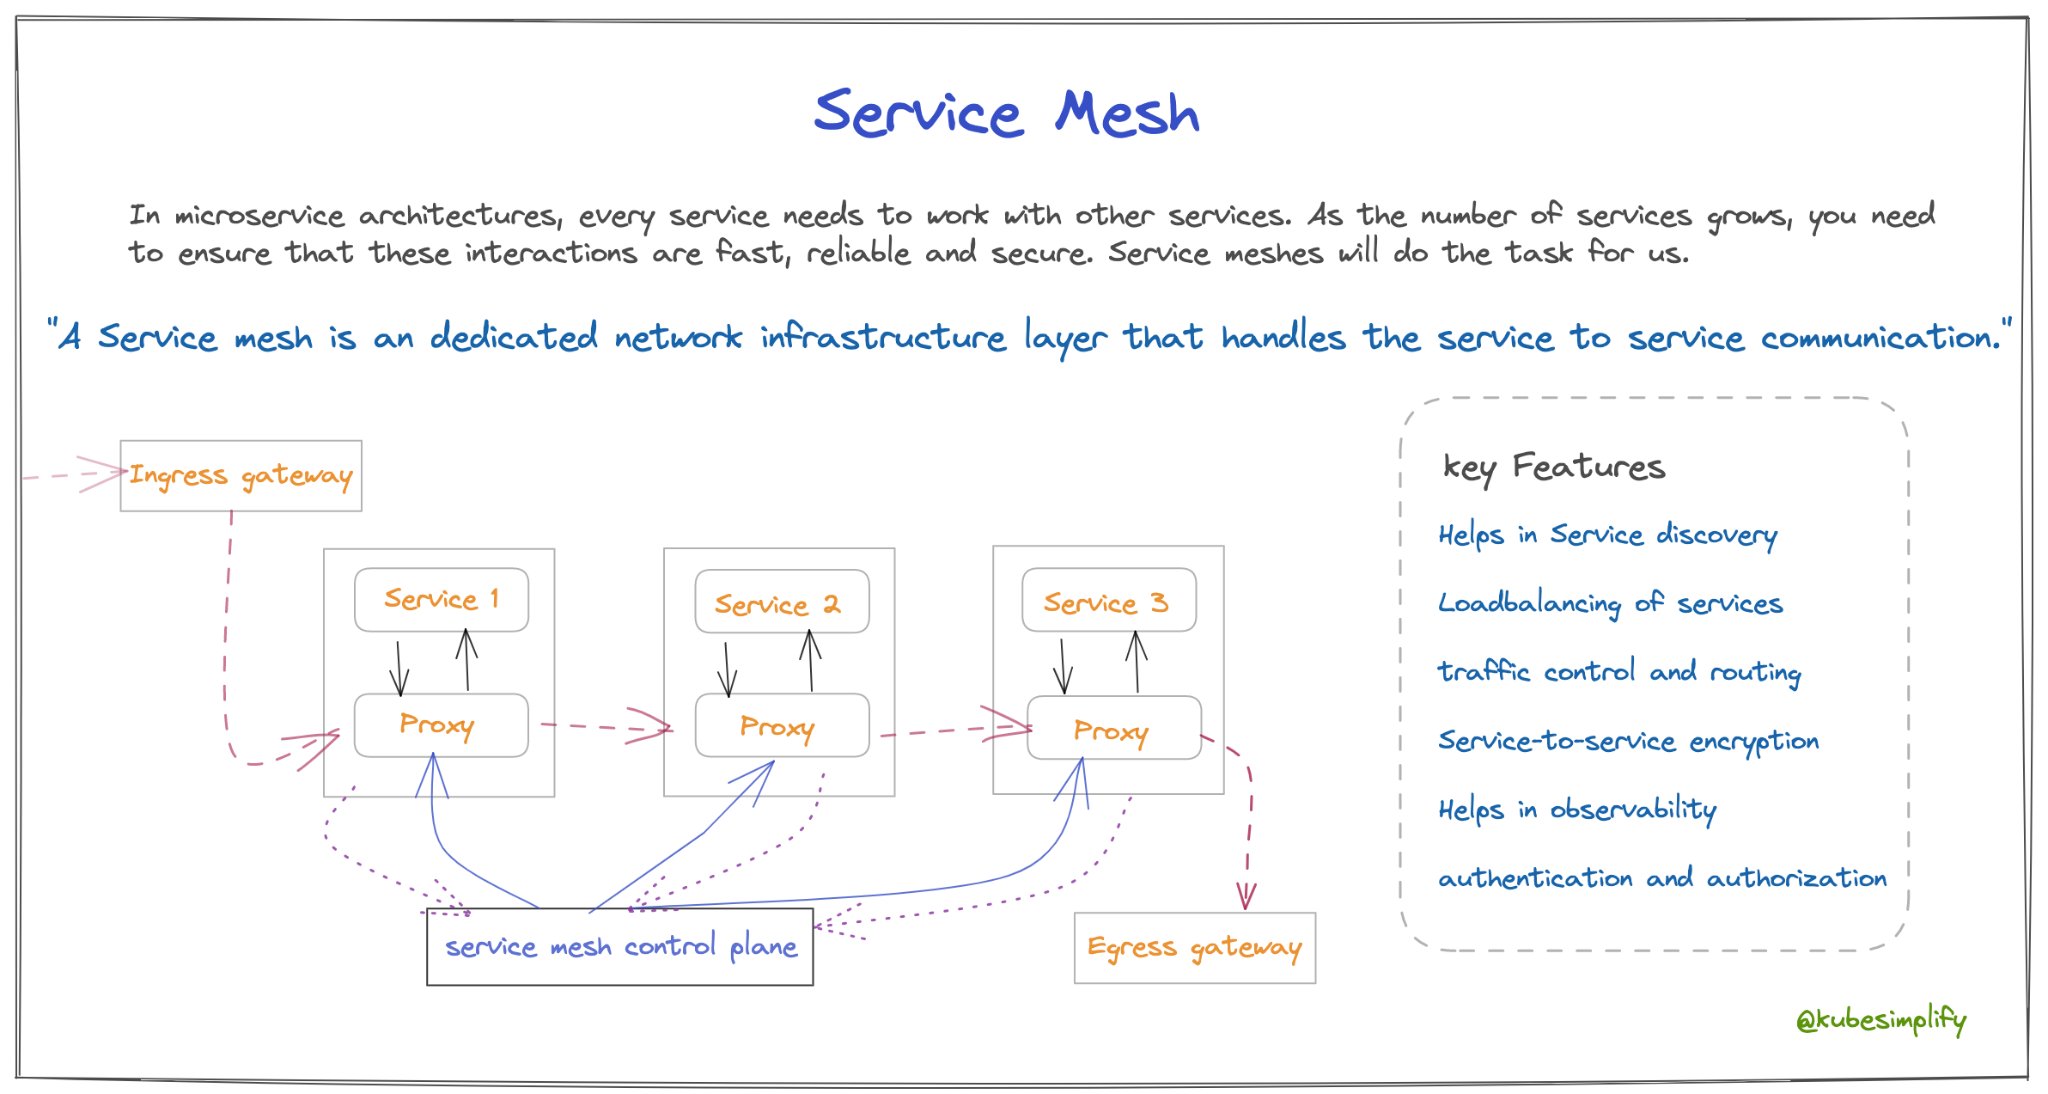 Service Mesh
In microservice architectures, every service needs to work with other services. As the number of services grows, you need
to ensure that these interactions are fast, reliable and secure. Service meshes will do the task for us.
"A Service mesh is an dedicated network infrastructure layer that handles the service to service communication."
Ingress gateway
Service 1
Proxy
Service 2
Proxy
Service 3
Proxy
service mesh control plane
Egress gateway
key Features
Helps in Service discovery
Loadbalancing of services
traffic control and routing
Service-to-service encryption
Helps in observability
authentication and authorization
@kubesimplify